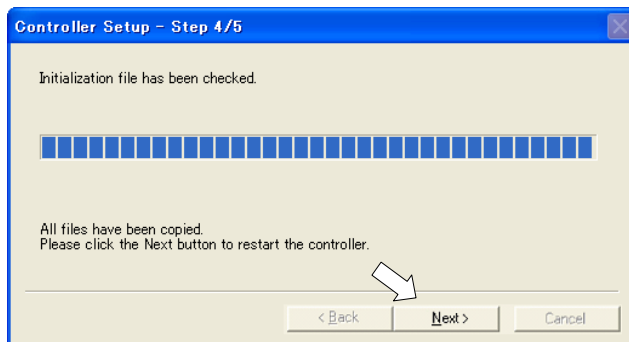 Controller Setup - Step 4/5
Initialization file has been checked.
All files have been copied.
Please click the Next button to restart the controller.
< Back
Next >
Cancel